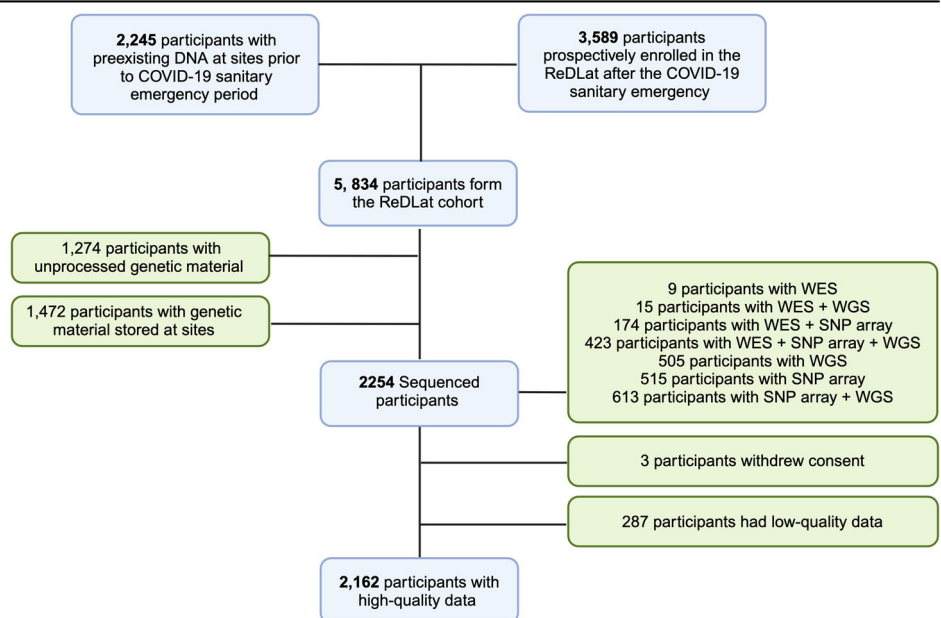 2,245 participants with
preexisting DNA at sites prior
to COVID-19 sanitary
emergency period
3,589 participants
prospectively enrolled in the
ReDLat after the COVID-19
sanitary emergency
5, 834 participants form
the ReDLat cohort
1,274 participants with
unprocessed genetic material
1,472 participants with genetic
material stored at sites
2254 Sequenced
participants
9 participants with WES
15 participants with WES + WGS
174 participants with WES + SNP array
423 participants with WES + SNP array + WGS
505 participants with WGS
515 participants with SNP array
613 participants with SNP array + WGS
3 participants withdrew consent
287 participants had low-quality data
2,162 participants with
high-quality data